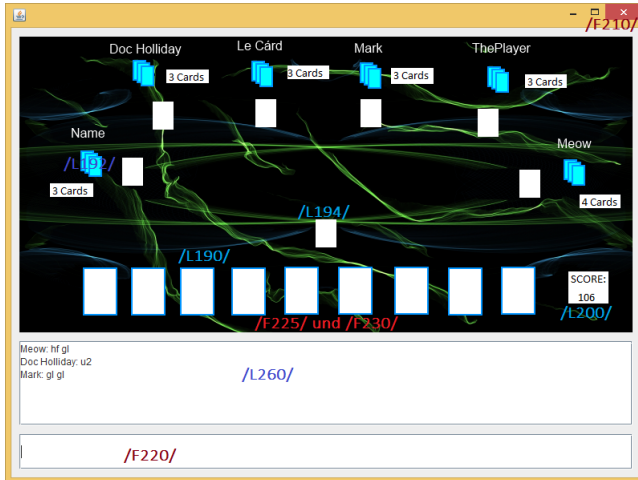 /F210/
Doc Holliday
Le Cárd
Mark
ThePlayer
3 Cards
3 Cards
3 Cards
3 Cards
Name
Meow
/L192/
3 Cards
4 Cards
/L194/
/L190/
SCORE:
106
/L200/
/F225/ und /F230/
Meow: hf gl
Doc Holliday: u2
Mark: gl gl
/L260/
/F220/